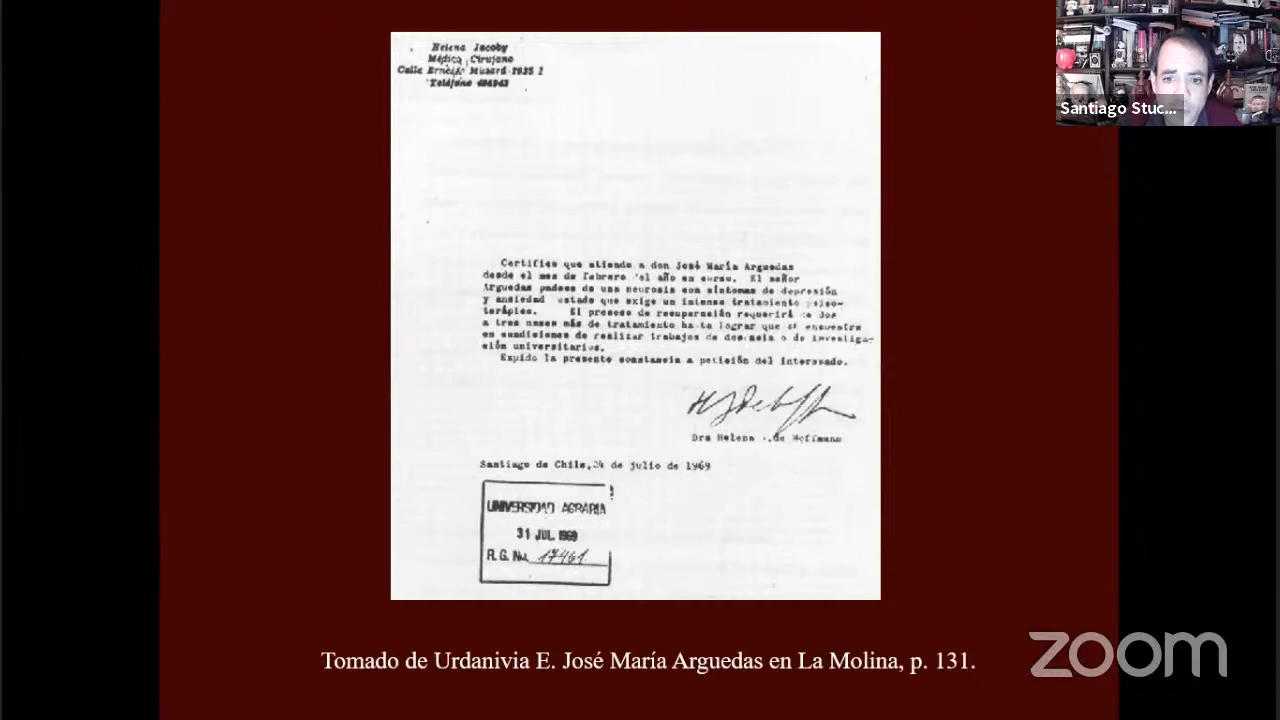 Helena Jacoby
Médico Cirujano
Calle Ernesto
Teléfono
Certifico que atiendo a don José María Arguedas
desde el mes de febrero del año en curso. El señor
Arguedas padece de una neurosis con síntomas de depresión
y ansiedad estado que exige un intenso tratamiento psico-
terápico. El proceso de recuperación requerirá de dos
a tres meses más de tratamiento hasta lograr que se encuentre
en condiciones de realizar trabajos de docencia o de investiga-
ción universitarios.
Expido la presente constancia a petición del interesado.
Dra Helena .de Hoffmann
Santiago de Chile, 24 de julio de 1969
UNIVERSIDAD AGRARIA
31 JUL. 1969
R. G. No. 17461
Tomado de Urdanivia E. José María Arguedas en La Molina, p. 131.
Santiago Stuc...
zoom